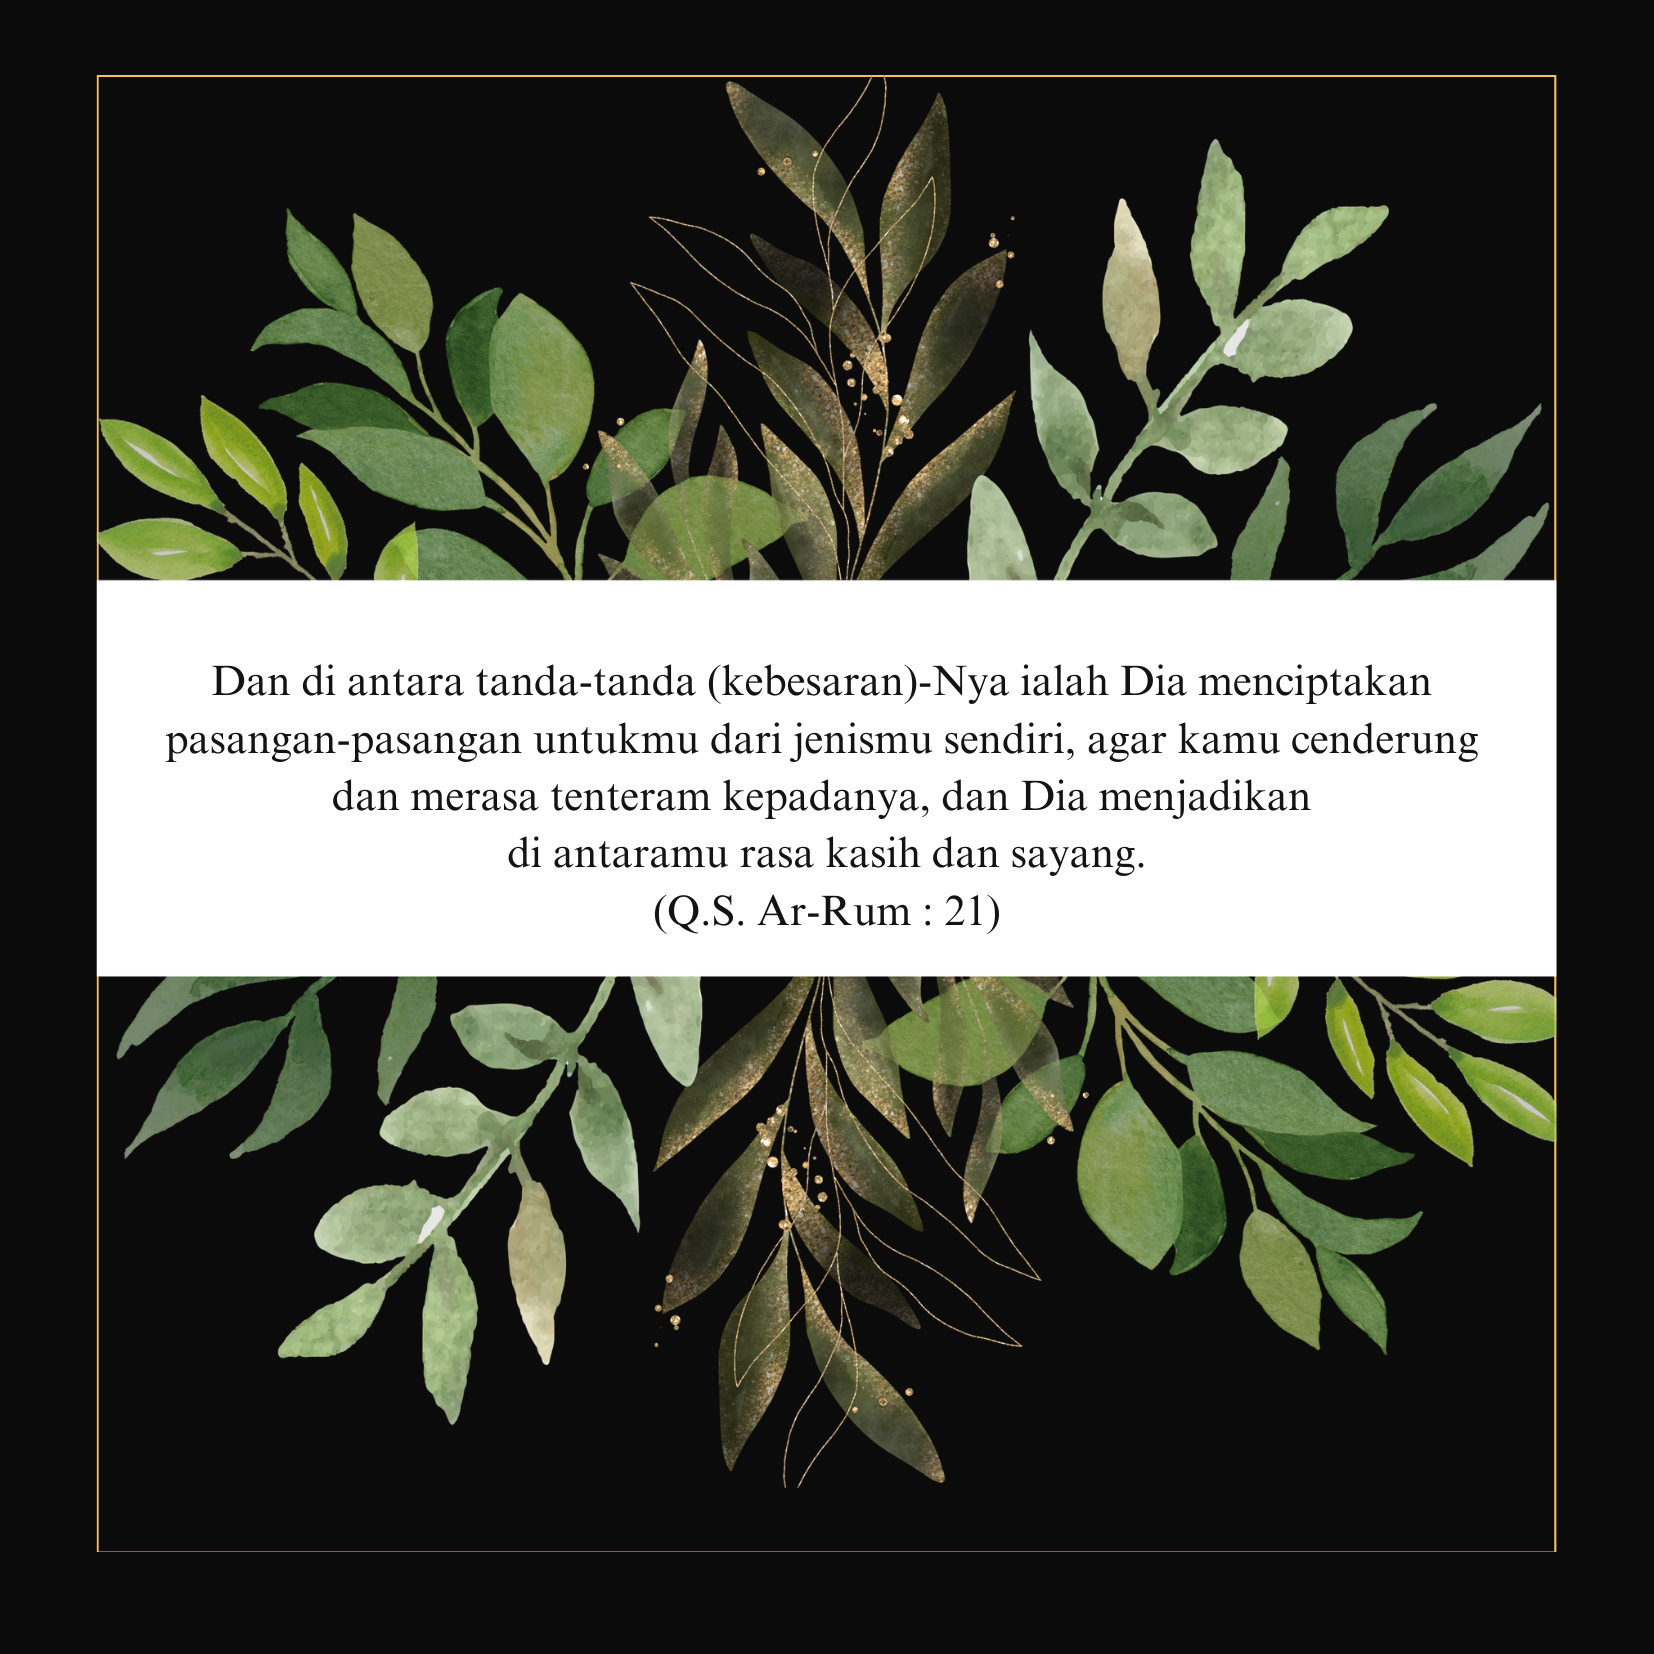 Dan di antara tanda-tanda (kebesaran)-Nya ialah Dia menciptakan
pasangan-pasangan untukmu dari jenismu sendiri, agar kamu cenderung
dan merasa tenteram kepadanya, dan Dia menjadikan
di antaramu rasa kasih dan sayang.
(Q.S. Ar-Rum : 21)